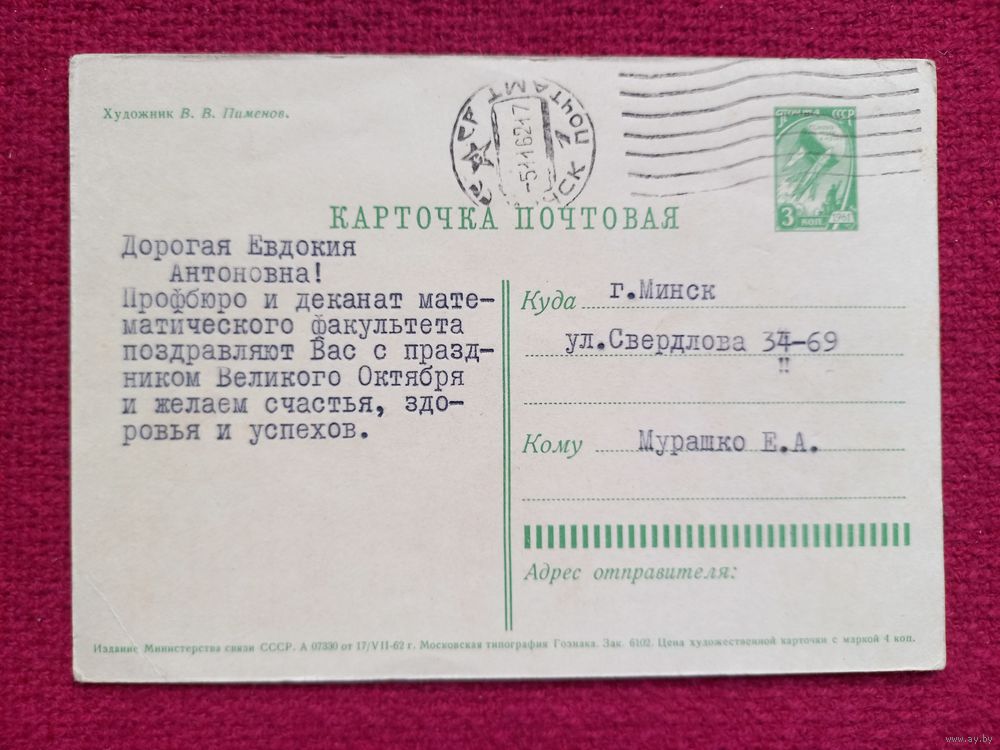 Художник В. В. Пименов.
ПОЧТА СССР
3 КОП.
1961
-51162 17
ПОЧТАМТ
КАРТОЧКА ПОЧТОВАЯ
Дорогая Евдокия
Антоновна!
Профбюро и деканат мате-
матического факультета
поздравляют Вас с празд-
ником Великого Октября
и желаем счастья, здо-
ровья и успехов.
Куда г.Минск
ул.Свердлова 34-69
"
Кому Мурашко Е.А.
Адрес отправителя:
Издание Министерства связи СССР. А 07330 от 17/VII-62 г. Московская типография Гознака. Зак. 6102. Цена художественной карточки с маркой 4 коп.
www.ay.by